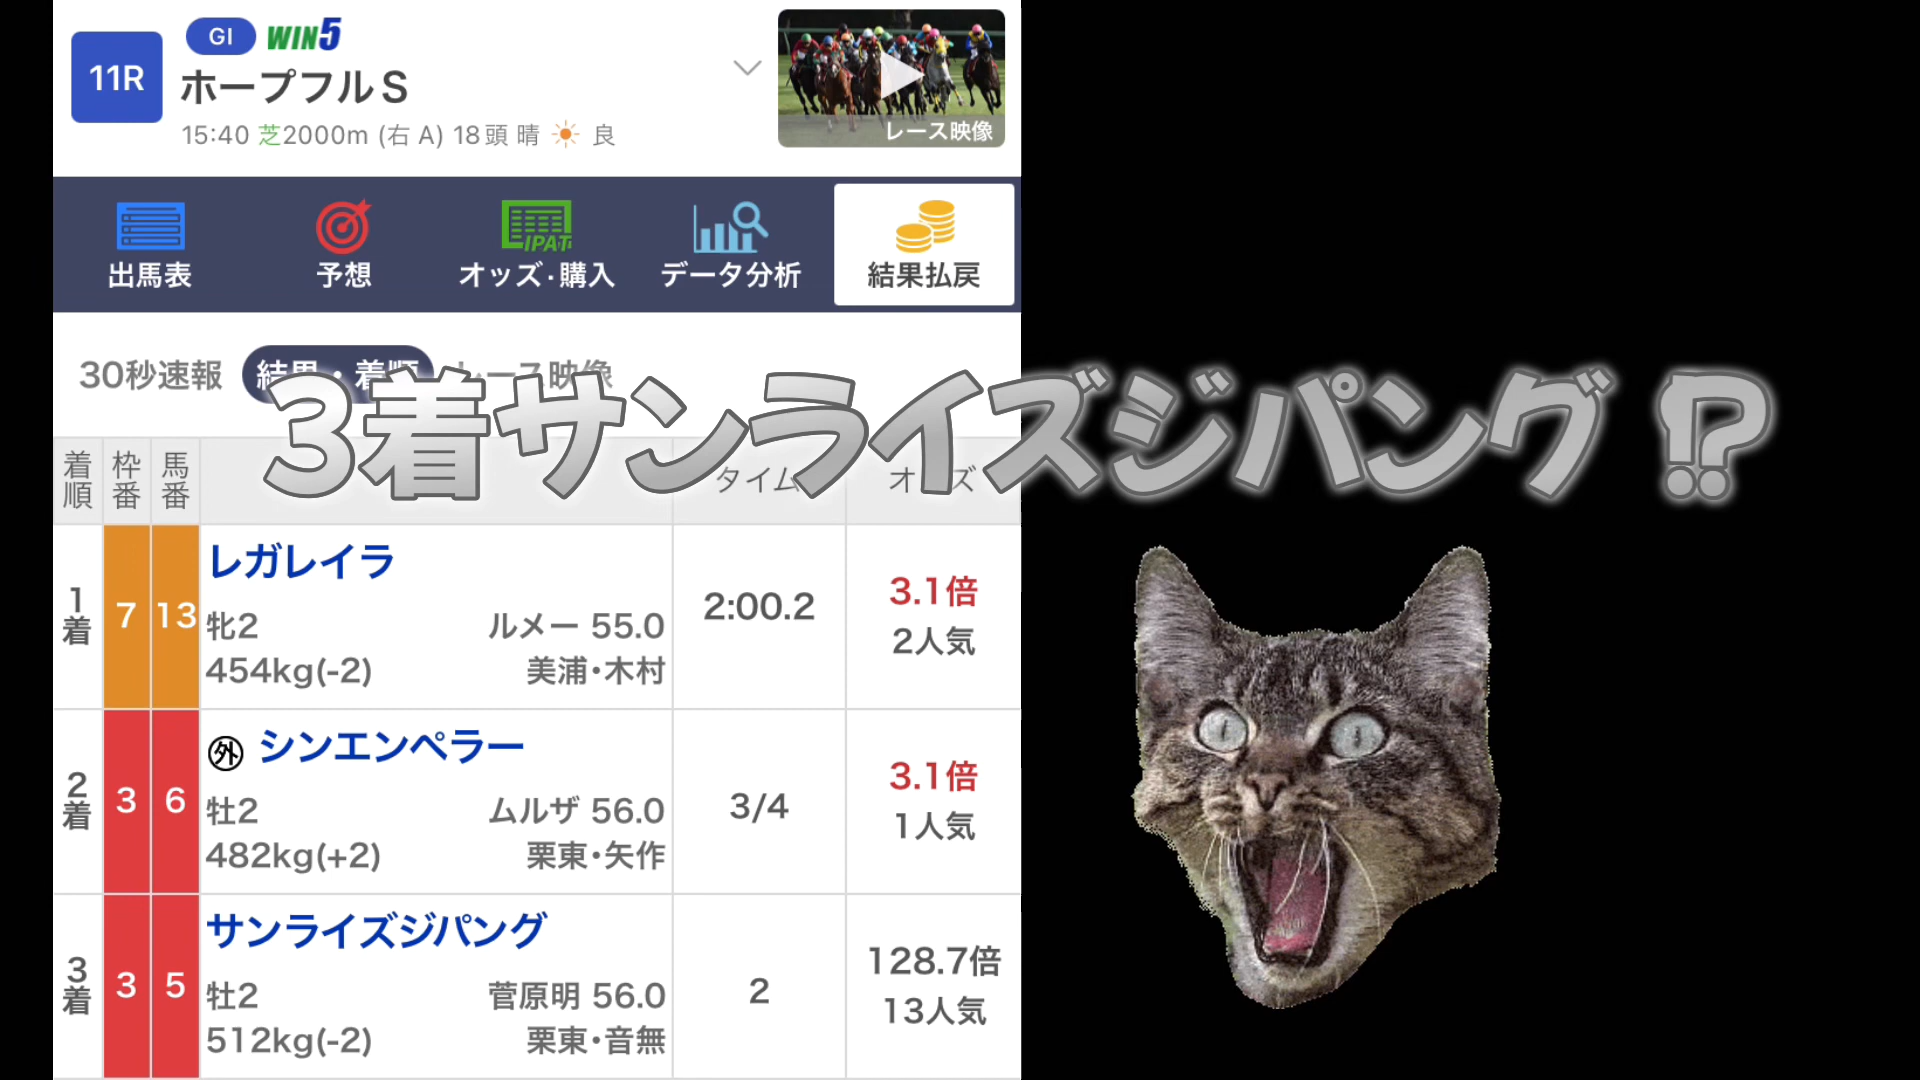 11R
GI WIN5
ホープフルS
15:40 芝2000m (右 A) 18頭 晴 良
レース映像
出馬表
予想
IPAT
オッズ・購入
データ分析
結果払戻
30秒速報 結果・着順 レース映像
3着サンライズジパング⁉
着順 枠番 馬番 タイム オッズ
1着 7 13
レガレイラ
牝2 ルメー 55.0
454kg(-2) 美浦・木村
2:00.2
3.1倍
2人気
2着 3 6
外 シンエンペラー
牡2 ムルザ 56.0
482kg(+2) 栗東・矢作
3/4
3.1倍
1人気
3着 3 5
サンライズジパング
牡2 菅原明 56.0
512kg(-2) 栗東・音無
2
128.7倍
13人気